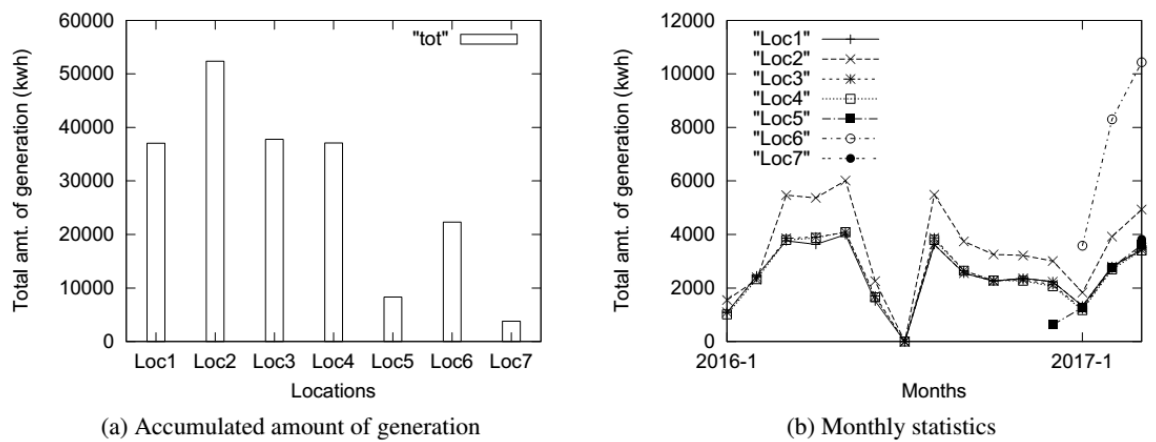 60000
50000
40000
30000
20000
10000
0
Total amt. of generation (kwh)
"tot"
Loc1 Loc2 Loc3 Loc4 Loc5 Loc6 Loc7
Locations
(a) Accumulated amount of generation
12000
10000
8000
6000
4000
2000
0
Total amt. of generation (kwh)
"Loc1"
"Loc2"
"Loc3"
"Loc4"
"Loc5"
"Loc6"
"Loc7"
2016-1 2017-1
Months
(b) Monthly statistics